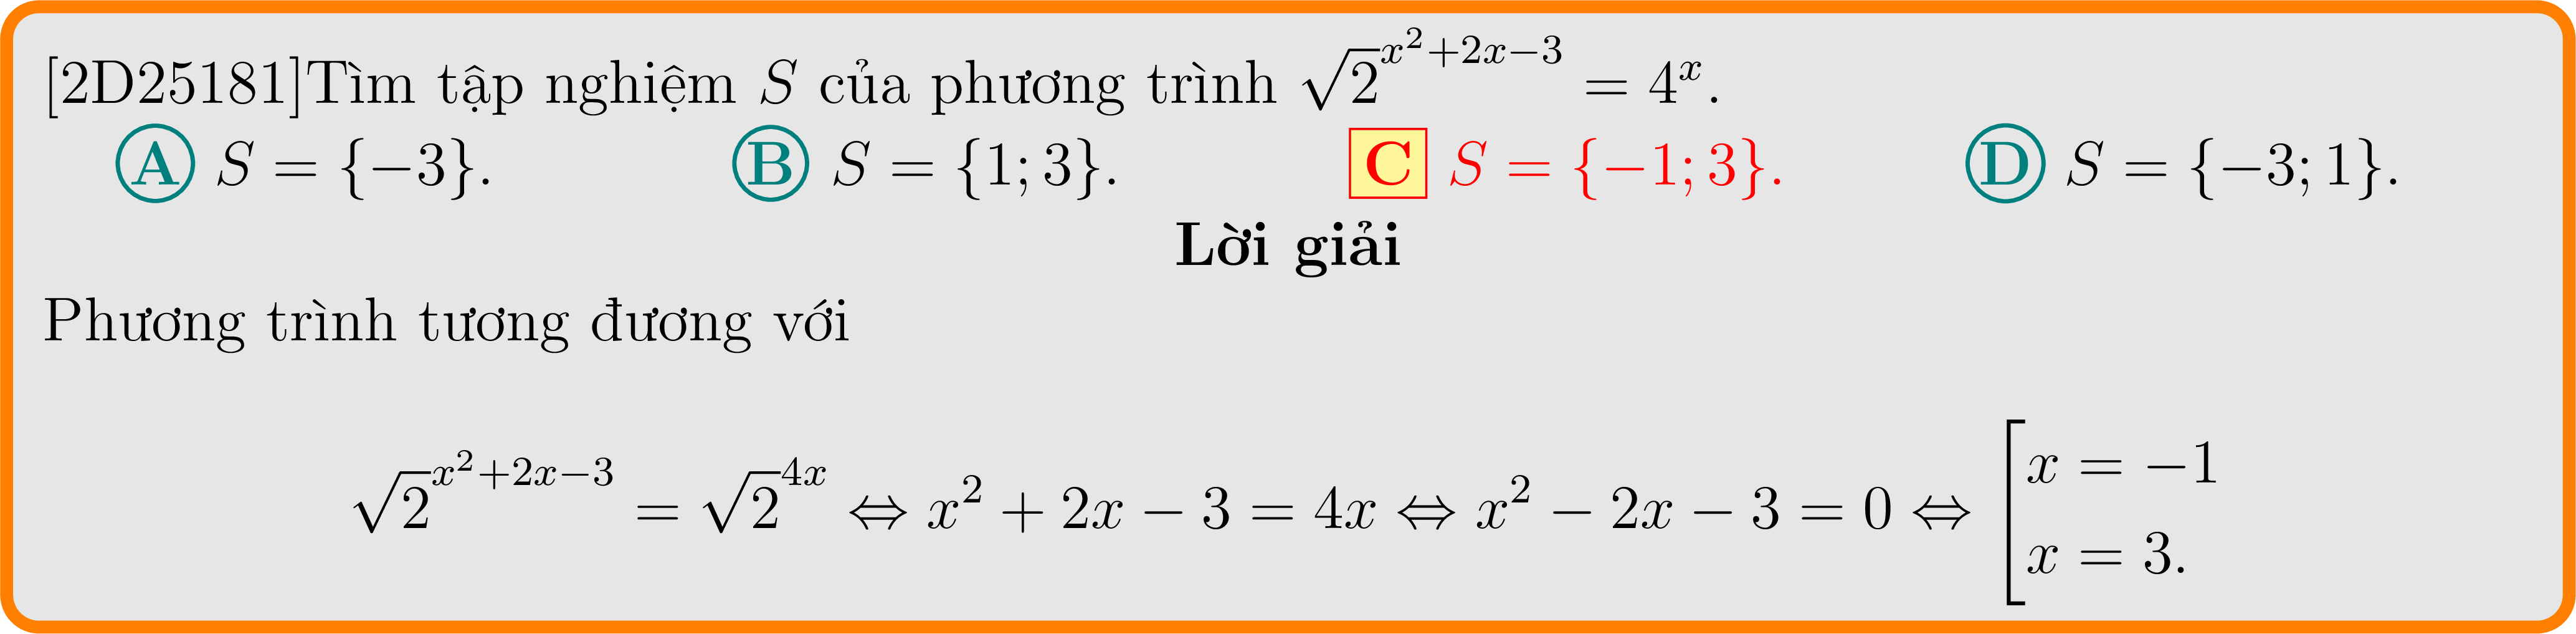 [2D25181]Tìm tập nghiệm $S$ của phương trình $\sqrt{2}^{x^2+2x-3} = 4^x$.
A $S = \{-3\}$. B $S = \{1; 3\}$. C $S = \{-1; 3\}$. D $S = \{-3; 1\}$.
Lời giải
Phương trình tương đương với
$\sqrt{2}^{x^2+2x-3} = \sqrt{2}^{4x} \Leftrightarrow x^2 + 2x - 3 = 4x \Leftrightarrow x^2 - 2x - 3 = 0 \Leftrightarrow \left[\begin{array}{l} x = -1 \\ x = 3. \end{array}\right.$